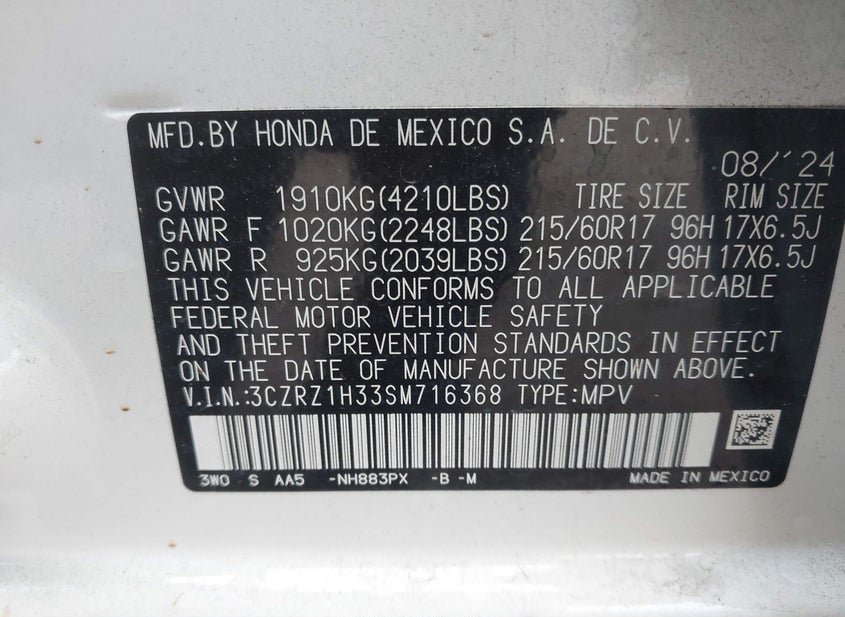 MFD.BY HONDA DE MEXICO S.A. DE C.V.
08/'24
GVWR 1910KG(4210LBS) TIRE SIZE RIM SIZE
GAWR F 1020KG(2248LBS) 215/60R17 96H 17X6.5J
GAWR R 925KG(2039LBS) 215/60R17 96H 17X6.5J
THIS VEHICLE CONFORMS TO ALL APPLICABLE
FEDERAL MOTOR VEHICLE SAFETY
AND THEFT PREVENTION STANDARDS IN EFFECT
ON THE DATE OF MANUFACTURE SHOWN ABOVE.
V.I.N.:3CZRZ1H33SM716368 TYPE:MPV
3W0 S AA5 -NH883PX -B -M MADE IN MEXICO